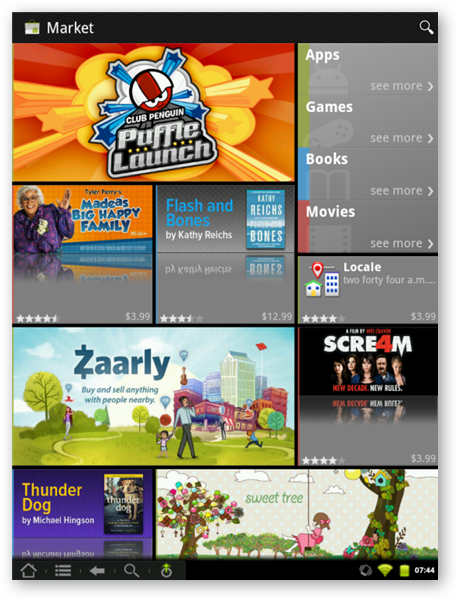 Market
CLUB PENGUIN
Puffle
Launch
Apps
see more
Games
see more
Books
see more
Movies
see more
Tyler Perry's
MADEA'S
BIG HAPPY
FAMILY
$3.99
Flash and
Bones
by Kathy Reichs
KATHY
REICHS
BONES
$12.99
Locale
two forty four a.m....
Zaarly
Buy and sell anything
with people nearby.
A FILM BY WES CRAVEN
SCRE4M
NEW DECADE. NEW RULES.
$3.99
Thunder
Dog
by Michael Hingson
thunder
dog
sweet tree
07:44